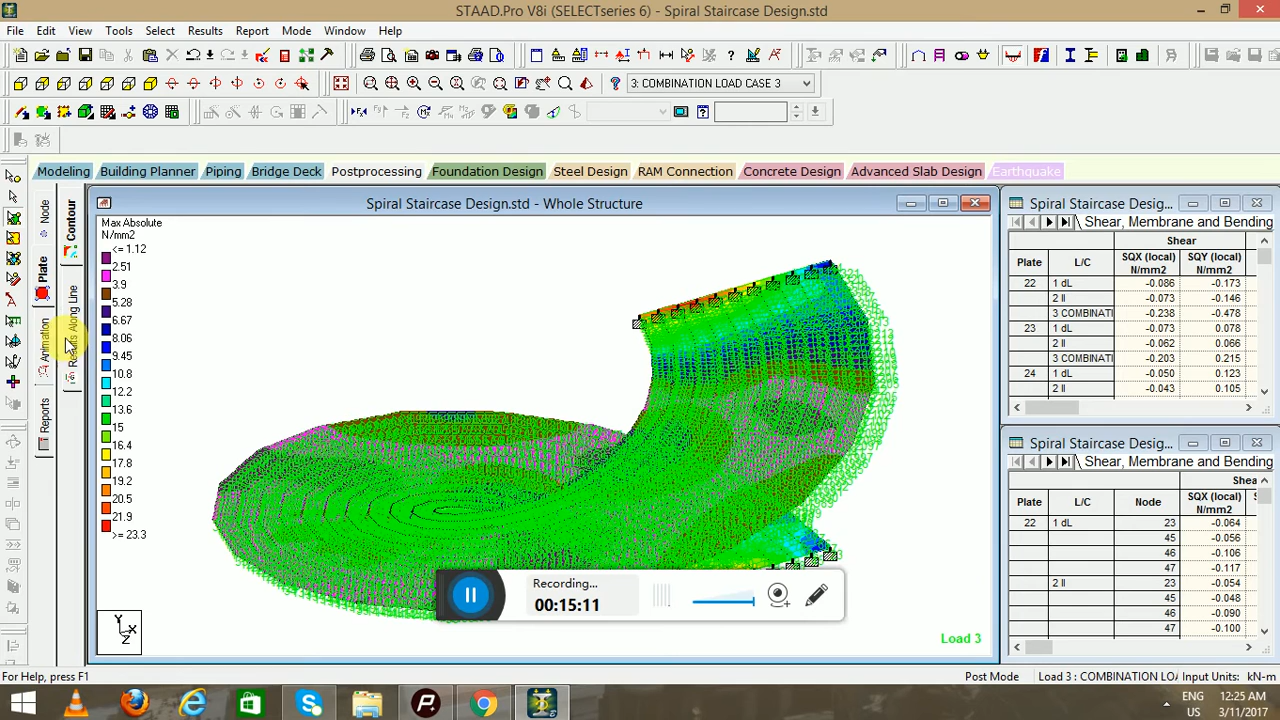 STAAD.Pro V8i (SELECTseries 6) - Spiral Staircase Design.std
File Edit View Tools Select Results Report Mode Window Help
3: COMBINATION LOAD CASE 3
Modeling Building Planner Piping Bridge Deck Postprocessing Foundation Design Steel Design RAM Connection Concrete Design Advanced Slab Design Earthquake
Node
Plate
Animation
Reports
Contour
Results Along Line
Spiral Staircase Design.std - Whole Structure
Max Absolute
N/mm2
<= 1.12
2.51
3.9
5.28
6.67
8.06
9.45
10.8
12.2
13.6
15
16.4
17.8
19.2
20.5
21.9
>= 23.3
Y
X
Z
Load 3
Recording...
00:15:11
Spiral Staircase Desig...
Shear, Membrane and Bending
Shear
Plate L/C SQX (local) N/mm2 SQY (local) N/mm2
22 1 dL -0.086 -0.173
2 ll -0.073 -0.146
3 COMBINATI -0.238 -0.478
23 1 dL -0.073 0.078
2 ll -0.062 0.066
3 COMBINATI -0.203 0.215
24 1 dL -0.050 0.123
2 ll -0.043 0.105
Spiral Staircase Desig...
Shear, Membrane and Bending
Shea
Plate L/C Node SQX (local) N/mm2
22 1 dL 23 -0.064
45 -0.056
46 -0.106
47 -0.117
2 ll 23 -0.054
45 -0.048
46 -0.090
47 -0.100
For Help, press F1
Post Mode Load 3 : COMBINATION LOA Input Units: kN-m
ENG
US
12:25 AM
3/11/2017